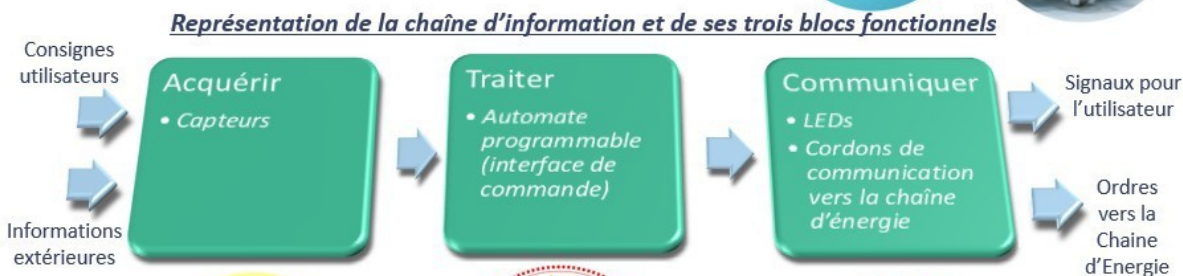 Représentation de la chaîne d'information et de ses trois blocs fonctionnels
Consignes
utilisateurs
Informations
extérieures
Acquérir
• Capteurs
Traiter
• Automate
programmable
(interface de
commande)
Communiquer
• LEDs
• Cordons de
communication
vers la chaîne
d'énergie
Signaux pour
l'utilisateur
Ordres
vers la
Chaine
d'Energie